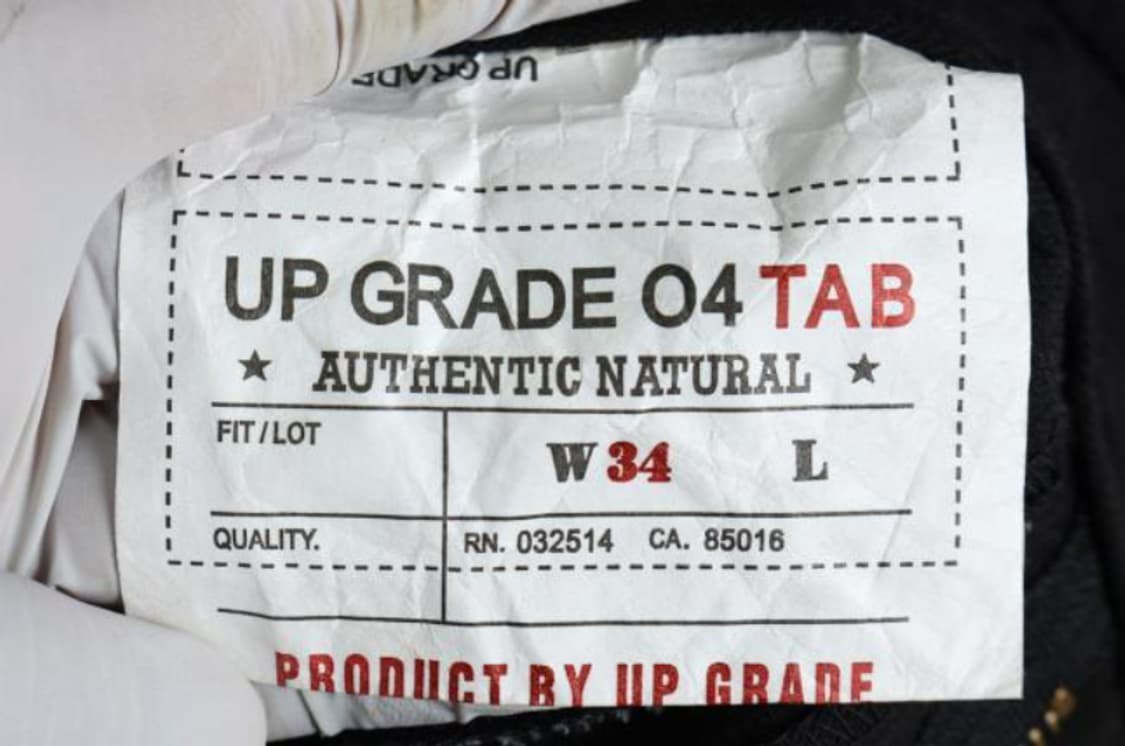 UP GRADE
UP GRADE 04 TAB
★ AUTHENTIC NATURAL ★
FIT / LOT
W 34 L
QUALITY.
RN. 032514 CA. 85016
PRODUCT BY UP GRADE